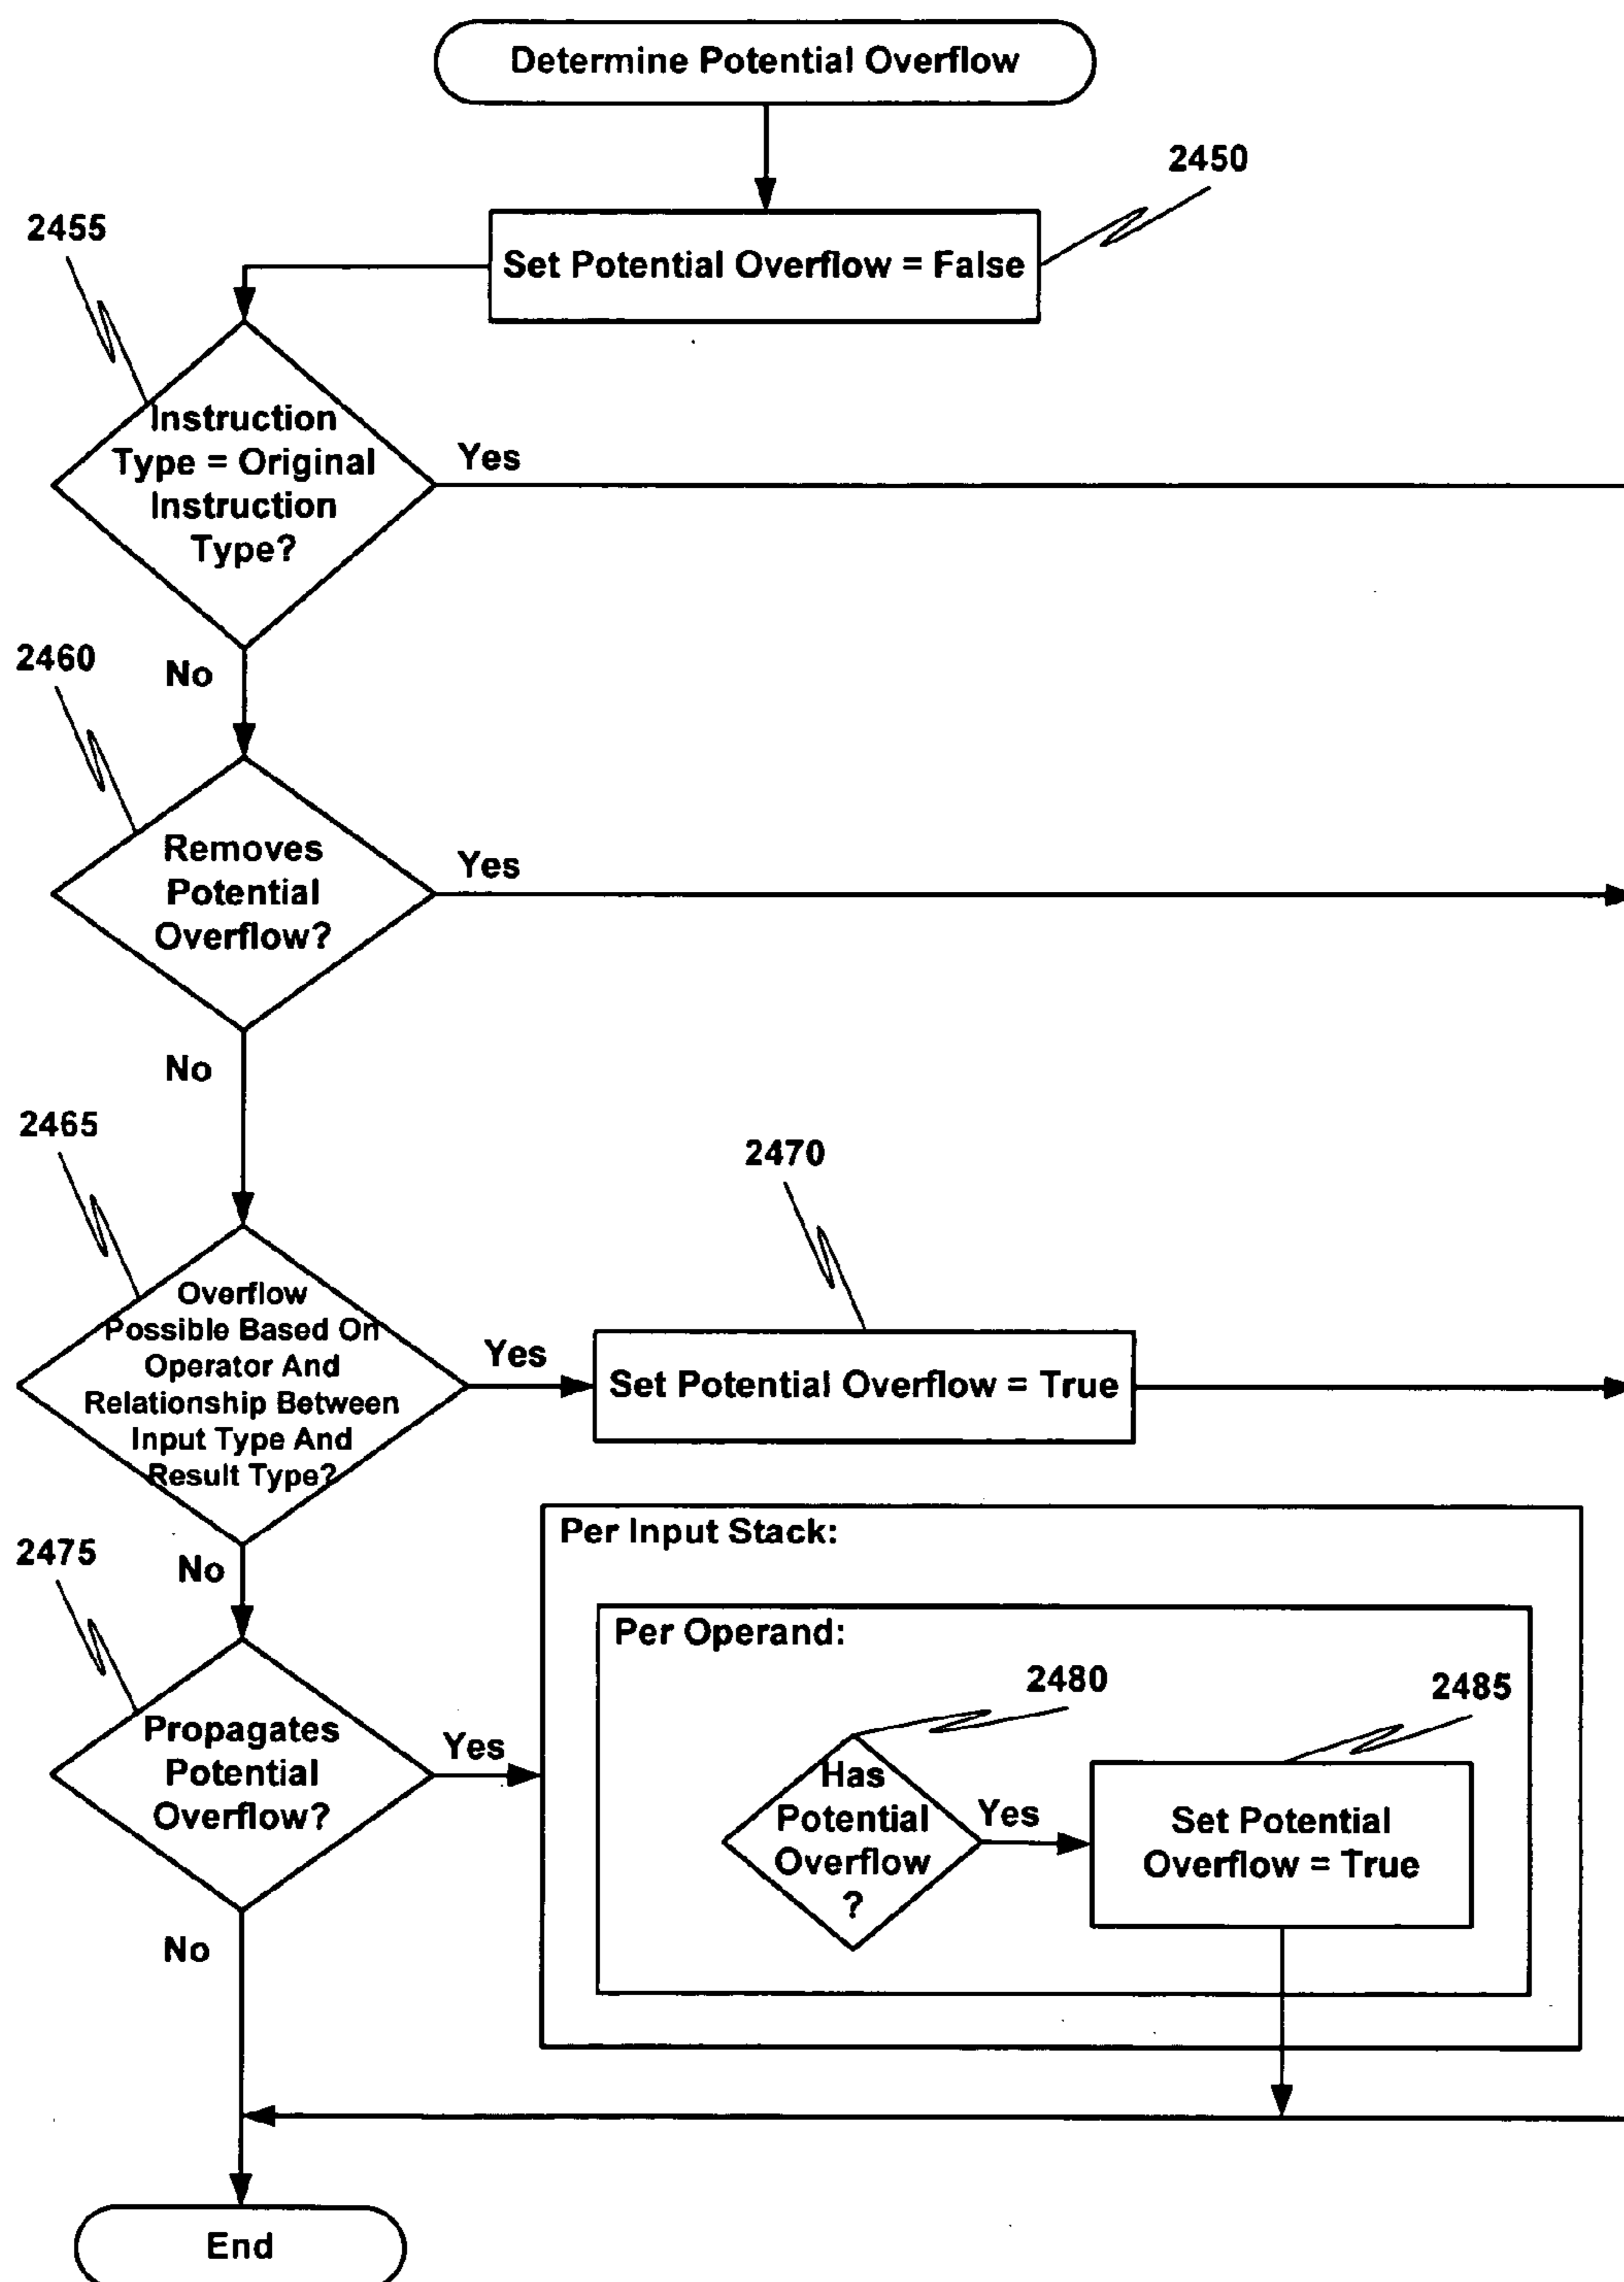 Determine Potential Overflow
2450
Set Potential Overflow = False
2455
Instruction
Type = Original
Instruction
Type?
Yes
No
2460
Removes
Potential
Overflow?
Yes
No
2465
Overflow
Possible Based On
Operator And
Relationship Between
Input Type And
Result Type?
Yes
2470
Set Potential Overflow = True
No
2475
Propagates
Potential
Overflow?
Yes
Per Input Stack:
Per Operand:
2480
Has
Potential
Overflow
?
Yes
2485
Set Potential
Overflow = True
No
End